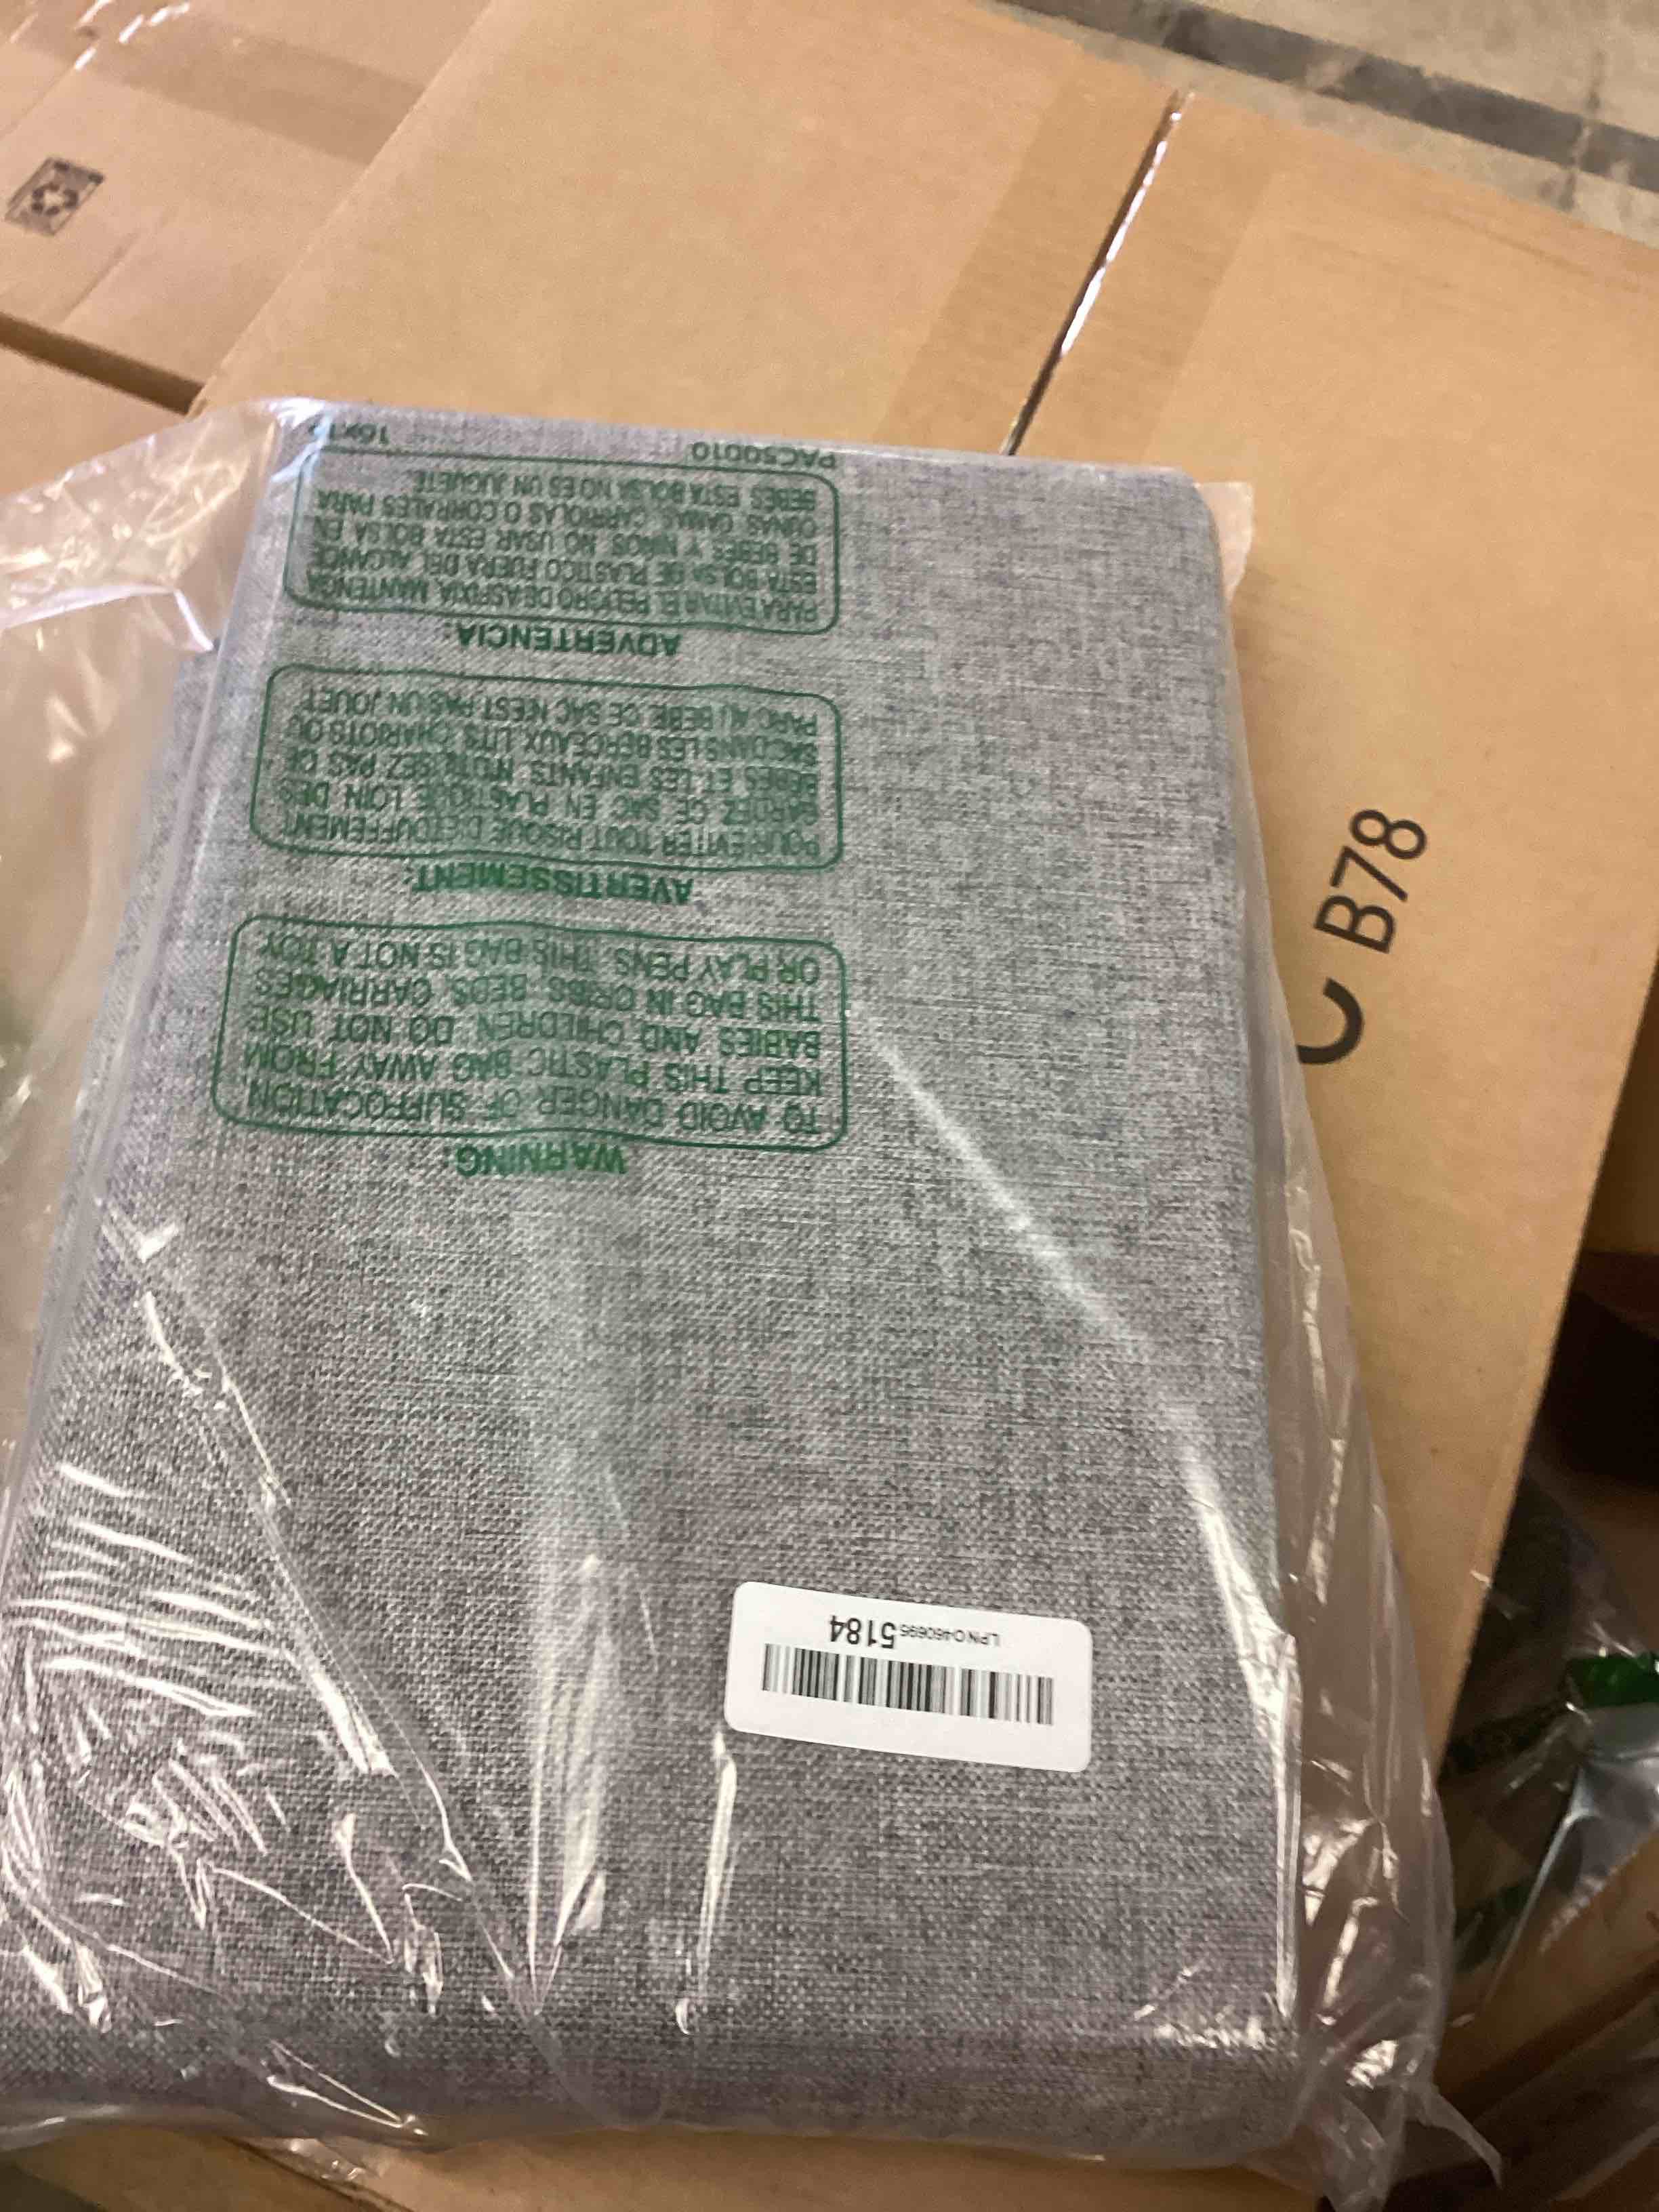 WARNING:
TO AVOID DANGER OF SUFFOCATION
KEEP THIS PLASTIC BAG AWAY FROM
BABIES AND CHILDREN. DO NOT USE
THIS BAG IN CRIBS. BEDS. CARRIAGES
OR PLAY PENS. THIS BAG IS NOT A TOY.
AVERTISSEMENT:
POUR EVITER TOUT RISQUE D'ETOUFFEMENT
GARDEZ CE SAC EN PLASTIQUE LOIN DES
BEBES ET LES ENFANTS. N'UTILISEZ PAS CE
SAC DANS LES BERCEAUX. LITS. CHARIOTS OU
PARC AU BEBE. CE SAC N'EST PAS UN JOUET.
ADVERTENCIA:
PARA EVITAR EL PELIGRO DE ASFIXIA. MANTENGA
ESTA BOLSA DE PLASTICO FUERA DEL ALCANCE
DE BEBES Y NIÑOS. NO USAR ESTA BOLSA EN
CUNAS. CAMAS. CARRIOLAS O CORRALES PARA
BEBES. ESTA BOLSA NO ES UN JUGUETE.
PAC50D10
LPNO460695 5184
C B78